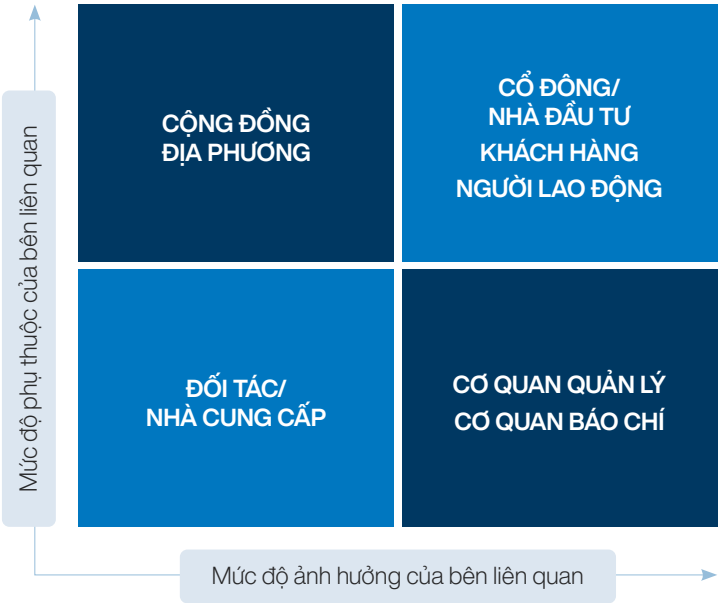 Mức độ phụ thuộc của bên liên quan
CỘNG ĐỒNG
ĐỊA PHƯƠNG
CỔ ĐÔNG/
NHÀ ĐẦU TƯ
KHÁCH HÀNG
NGƯỜI LAO ĐỘNG
ĐỐI TÁC/
NHÀ CUNG CẤP
CƠ QUAN QUẢN LÝ
CƠ QUAN BÁO CHÍ
Mức độ ảnh hưởng của bên liên quan